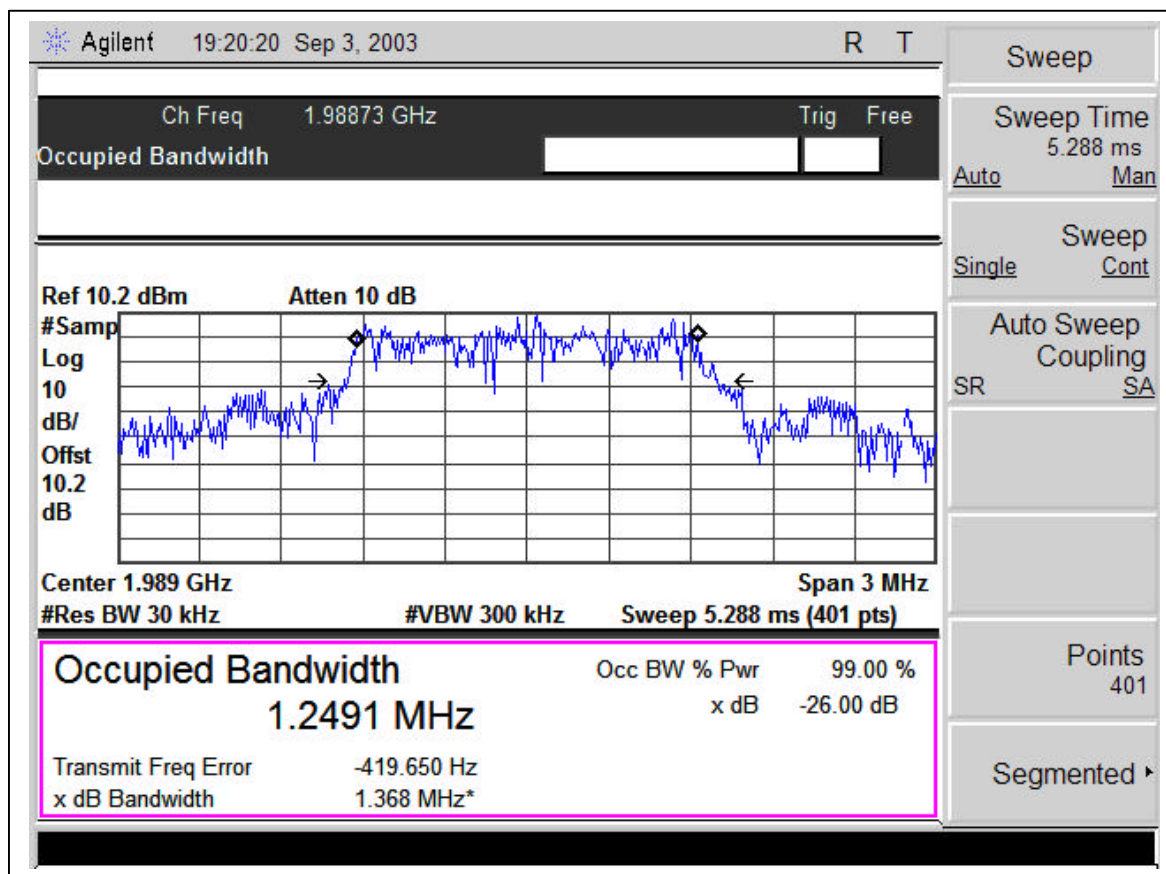 Agilent 19:20:20 Sep 3, 2003 R T
Ch Freq 1.98873 GHz Trig Free
Occupied Bandwidth
Ref 10.2 dBm Atten 10 dB
#Samp
Log
10
dB/
Offst
10.2
dB
Center 1.989 GHz Span 3 MHz
#Res BW 30 kHz #VBW 300 kHz Sweep 5.288 ms (401 pts)
Occupied Bandwidth Occ BW % Pwr 99.00 %
1.2491 MHz x dB -26.00 dB
Transmit Freq Error -419.650 Hz
x dB Bandwidth 1.368 MHz*
Sweep
Sweep Time
5.288 ms
Auto Man
Sweep
Single Cont
Auto Sweep
Coupling
SR SA
Points
401
Segmented